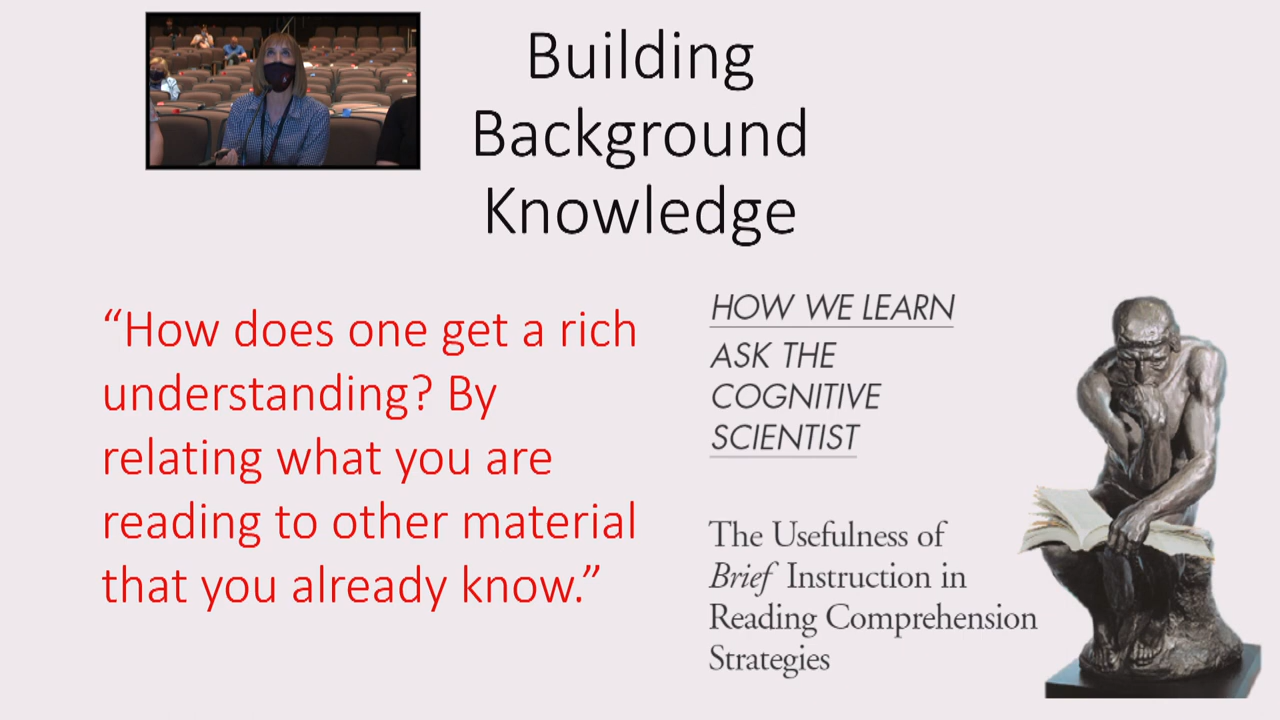 Building
Background
Knowledge
“How does one get a rich
understanding? By
relating what you are
reading to other material
that you already know.”
HOW WE LEARN
ASK THE
COGNITIVE
SCIENTIST
The Usefulness of
Brief Instruction in
Reading Comprehension
Strategies